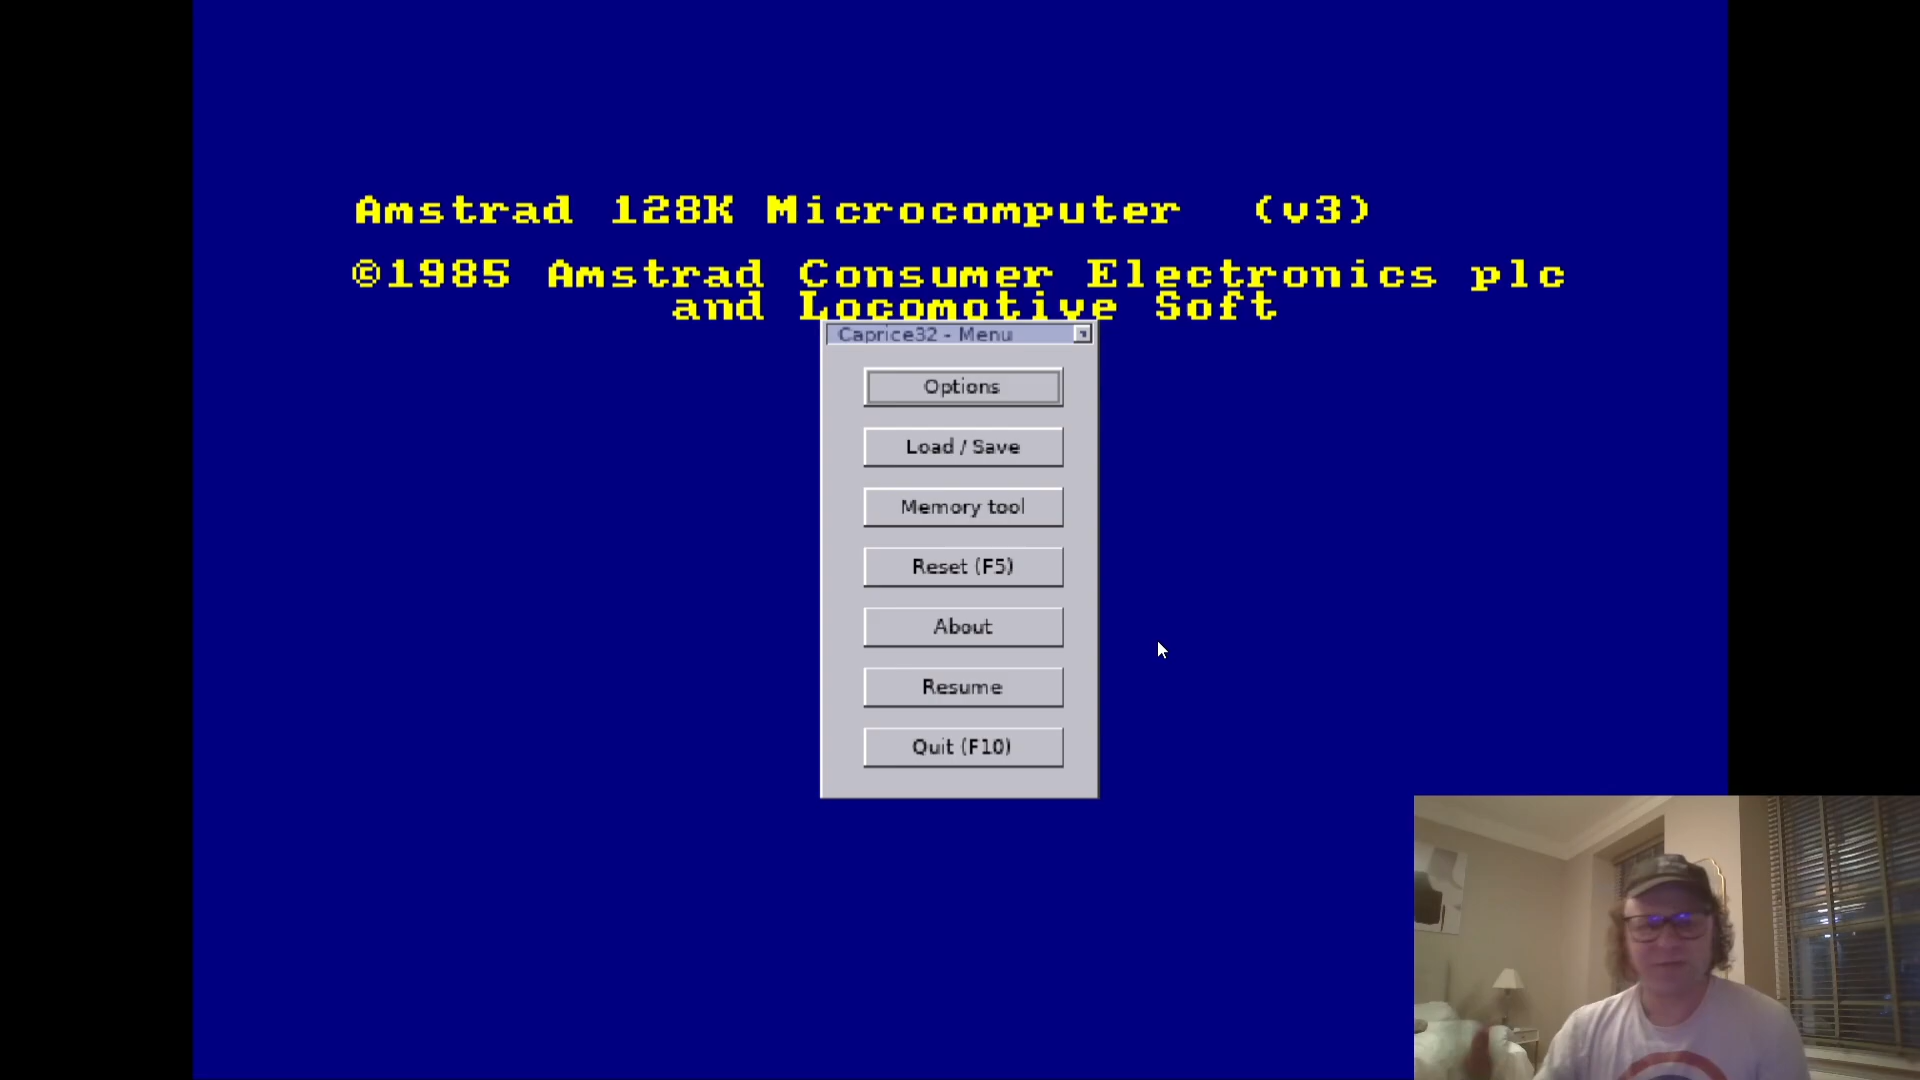 Amstrad 128K Microcomputer (v3)
©1985 Amstrad Consumer Electronics plc
and Locomotive Soft
Caprice32 - Menu
Options
Load / Save
Memory tool
Reset (F5)
About
Resume
Quit (F10)